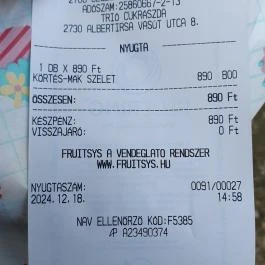 ADÓSZÁM:25860667-2-13
TRIÓ CUKRÁSZDA
2730 ALBERTIRSA VASÚT UTCA 8.
NYUGTA
1 DB X 890 Ft
KÖRTÉS-MÁK SZELET 890 B00
ÖSSZESEN: 890 Ft
KÉSZPÉNZ: 890 Ft
VISSZAJÁRÓ: 0 Ft
FRUITSYS A VENDÉGLÁTÓ RENDSZER
WWW.FRUITSYS.HU
NYUGTASZÁM: 0091/00027
2024.12.18. 14:58
NAV ELLENŐRZŐ KÓD:F5385
AP A23490374